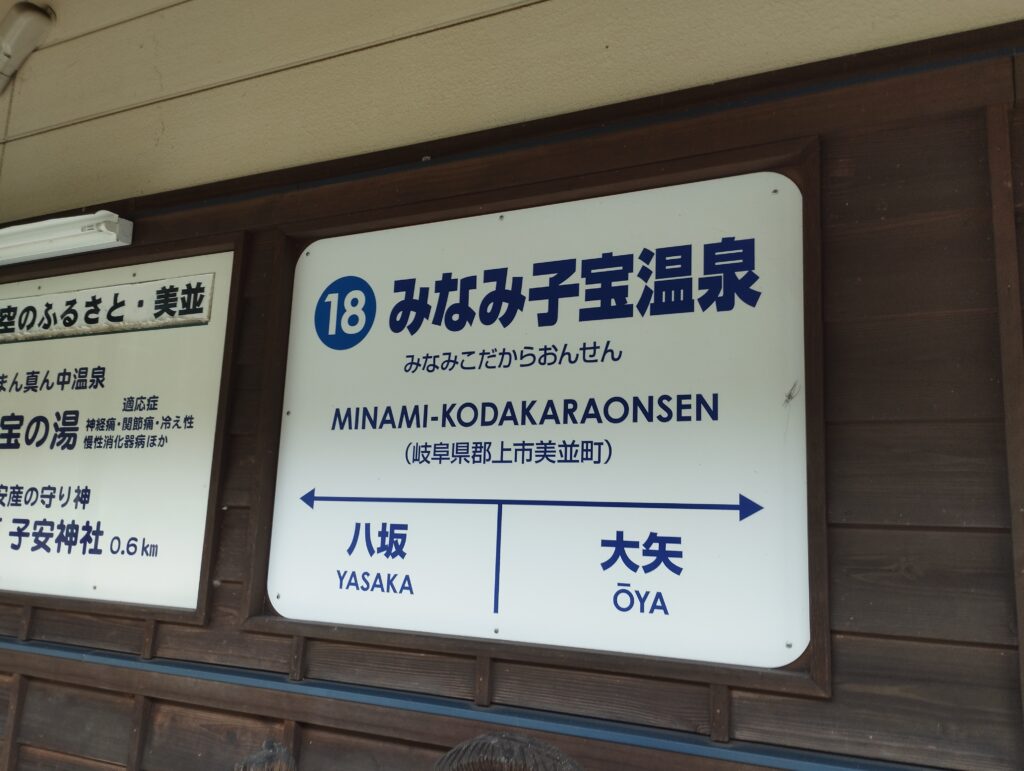 空のふるさと・美並
まん真ん中温泉
宝の湯
適応症
神経痛・関節痛・冷え性
慢性消化器病ほか
安産の守り神
子安神社 0.6km
18 みなみ子宝温泉
みなみこだからおんせん
MINAMI-KODAKARAONSEN
（岐阜県郡上市美並町）
八坂
YASAKA
大矢
ŌYA